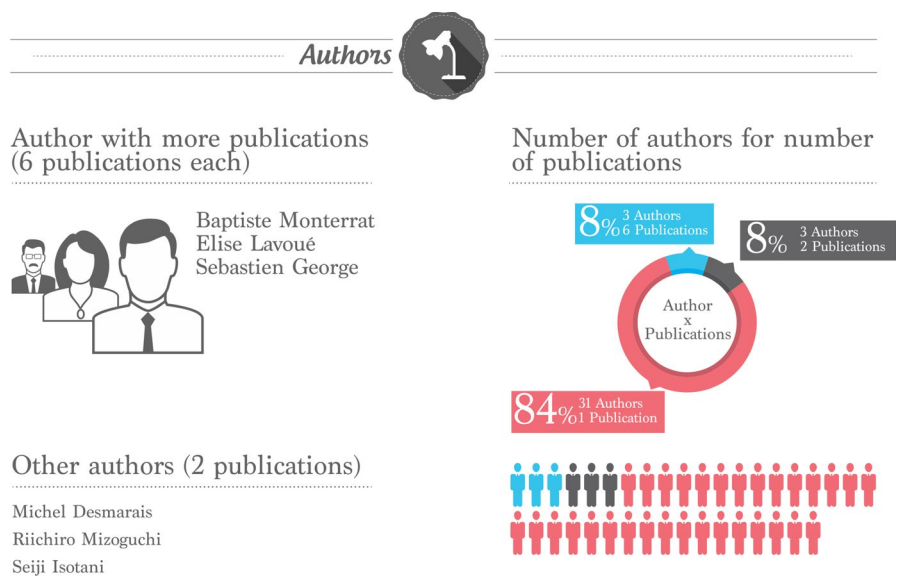 Authors
Author with more publications
(6 publications each)
Baptiste Monterrat
Elise Lavoué
Sebastien George
Other authors (2 publications)
Michel Desmarais
Riichiro Mizoguchi
Seiji Isotani
Number of authors for number
of publications
8% 3 Authors
6 Publications
8% 3 Authors
2 Publications
Author
x
Publications
84% 31 Authors
1 Publication